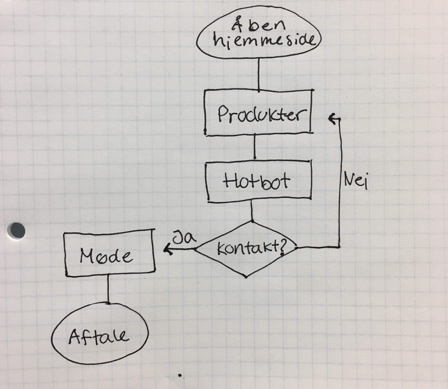 Åben
hjemmeside
Produkter
Hotbot
Nej
Kontakt?
Ja
Møde
Aftale